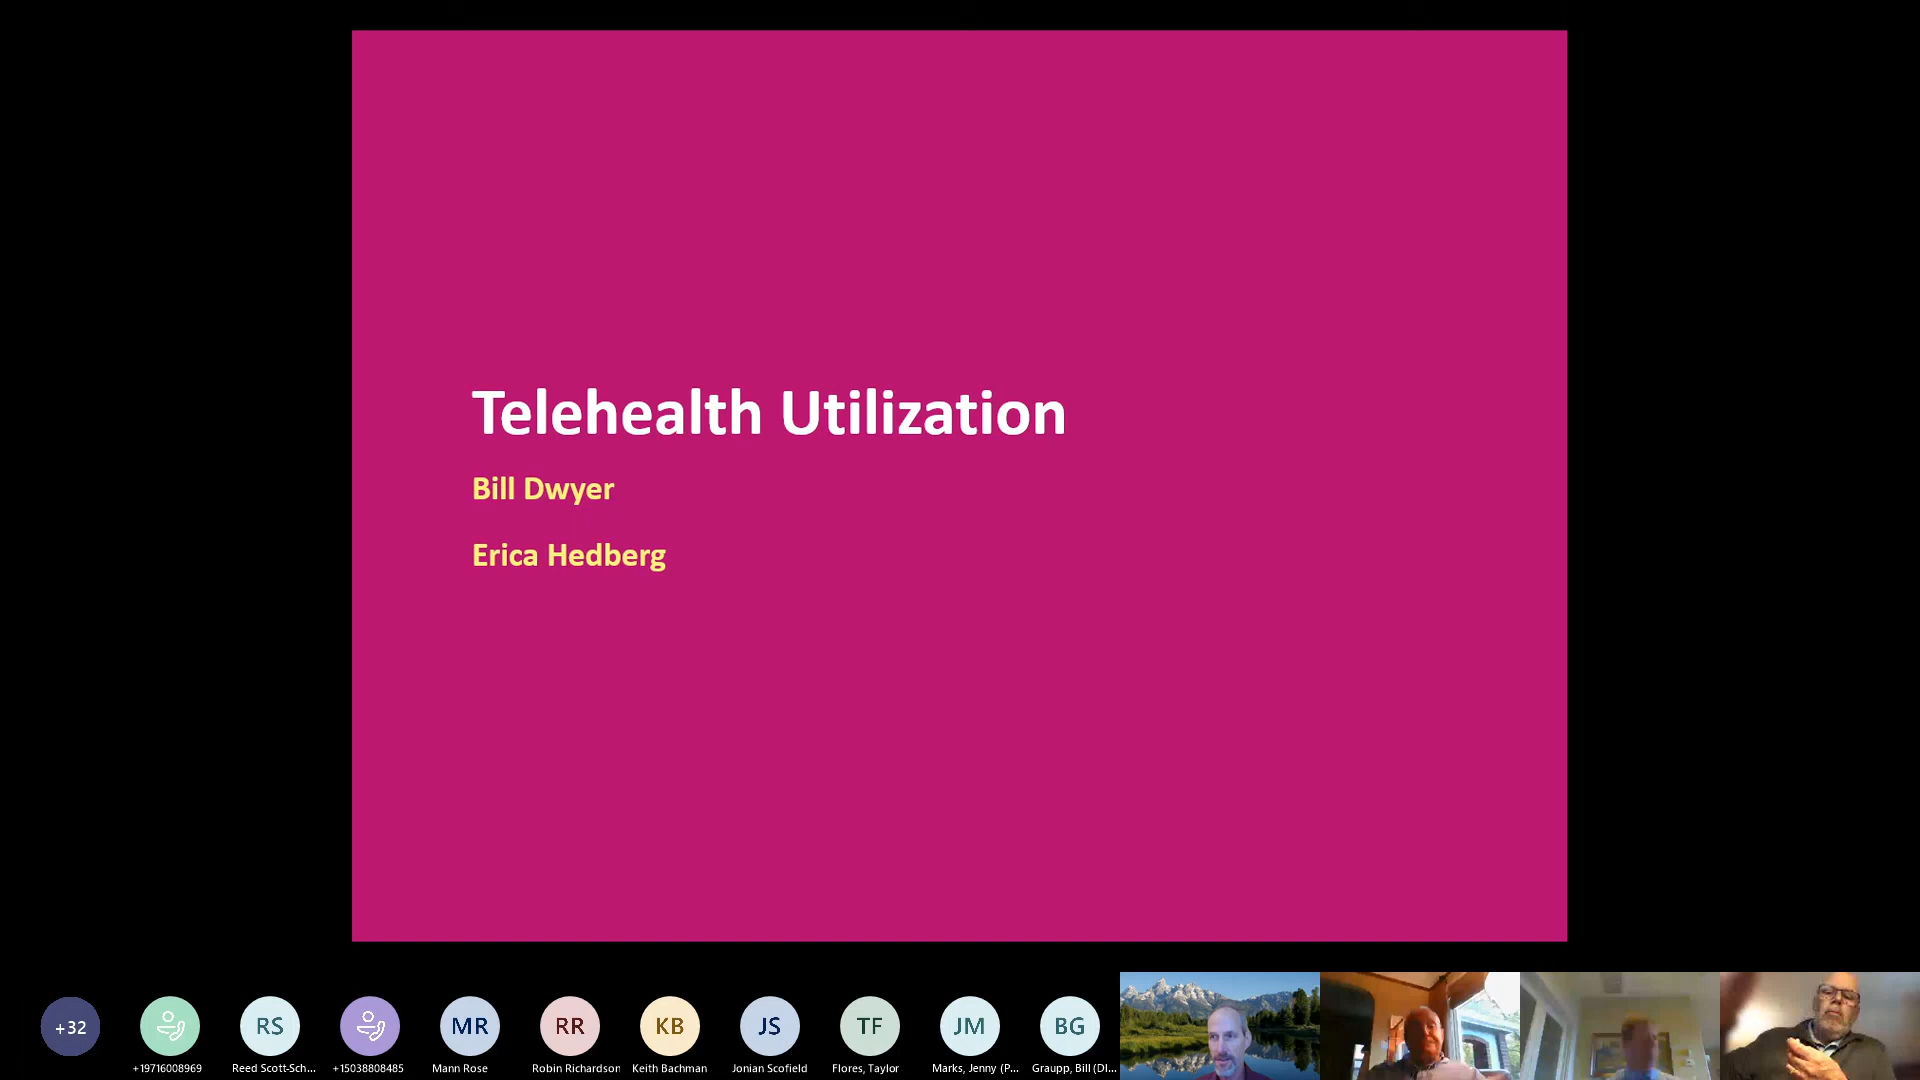 Telehealth Utilization
Bill Dwyer
Erica Hedberg
+32
RS
MR
RR
KB
JS
TF
JM
BG
+19716008969
Reed Scott-Sch...
+15038808485
Mann Rose
Robin Richardson
Keith Bachman
Jonian Scofield
Flores, Taylor
Marks, Jenny (P...
Graupp, Bill (DI...